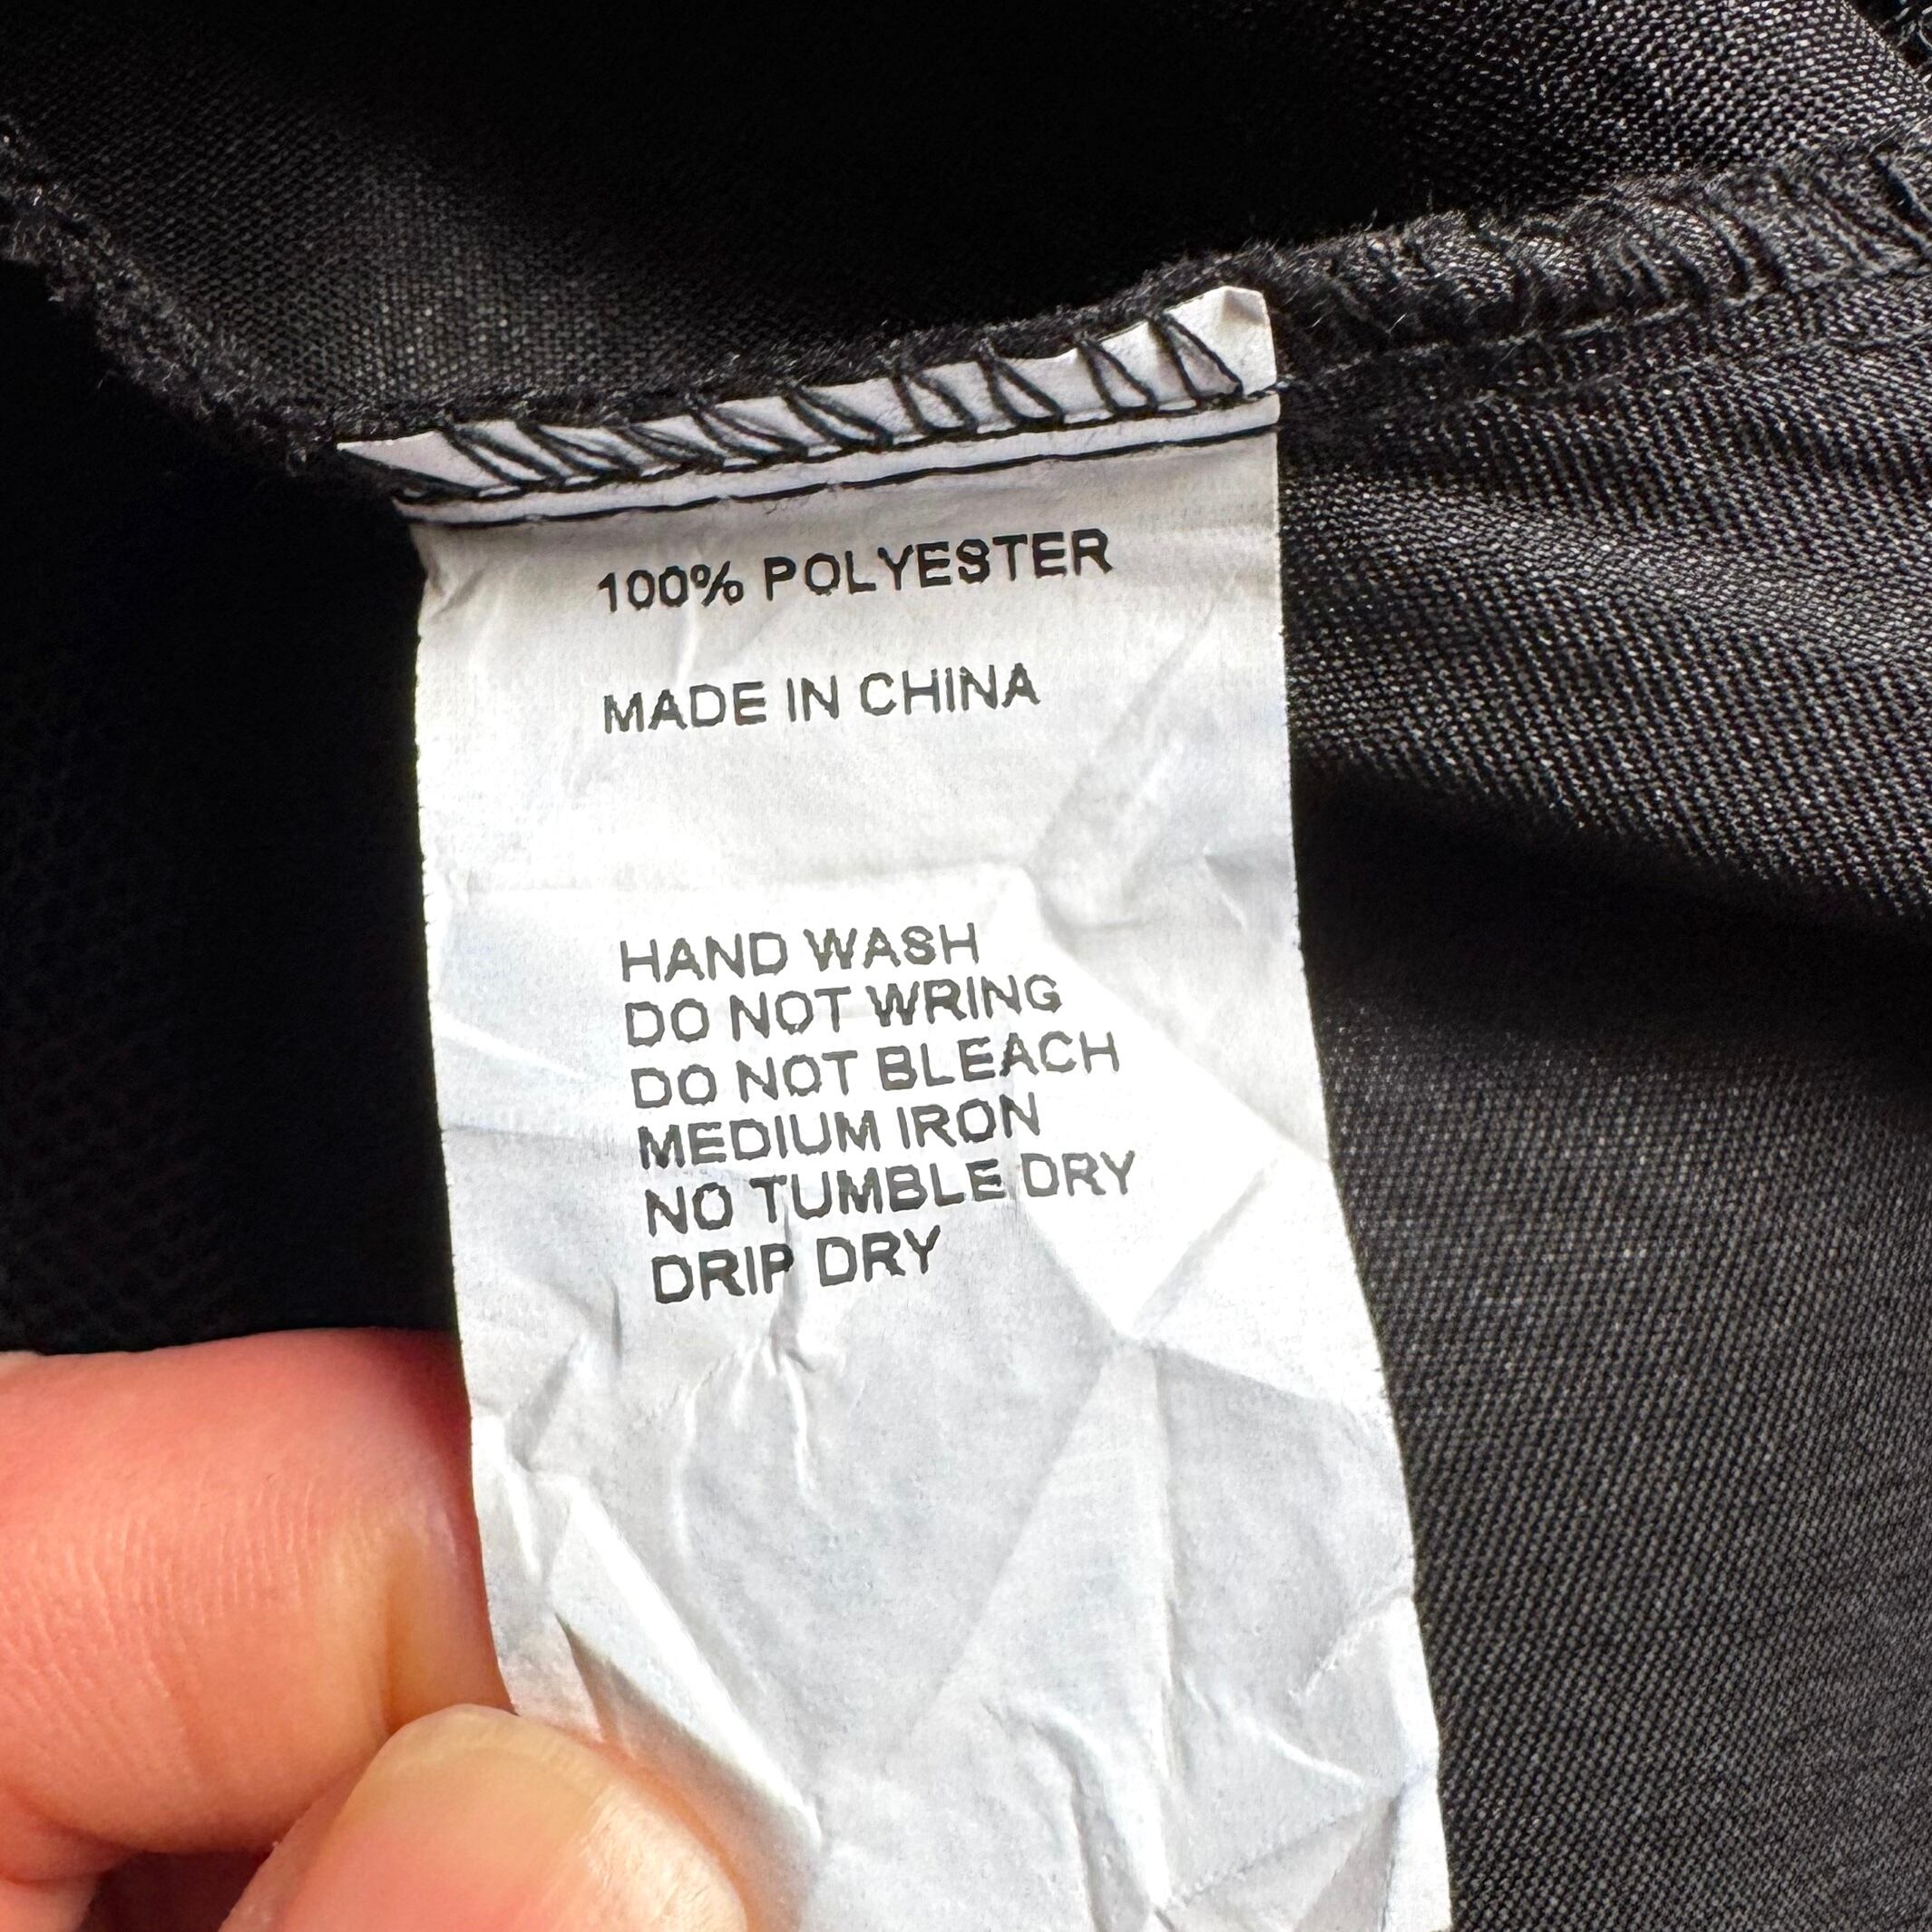 100% POLYESTER
MADE IN CHINA
HAND WASH
DO NOT WRING
DO NOT BLEACH
MEDIUM IRON
NO TUMBLE DRY
DRIP DRY